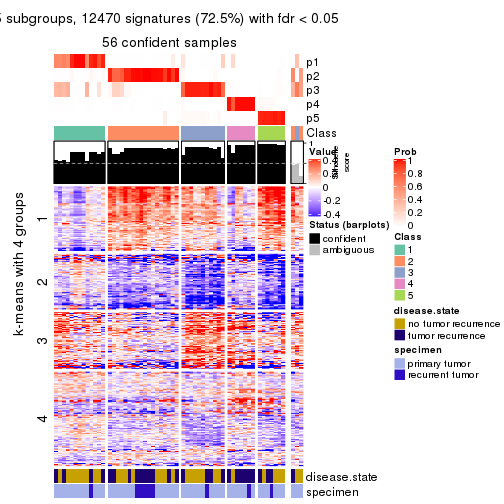 subgroups, 12470 signatures (72.5%) with fdr < 0.05
56 confident samples
p1
p2
p3
p4
p5
Class
1
Silhouette
score
k-means with 4 groups
1
2
3
4
disease.state
specimen
Value
0.4
0.2
0
-0.2
-0.4
Status (barplots)
confident
ambiguous
Prob
1
0.8
0.6
0.4
0.2
0
Class
1
2
3
4
5
disease.state
no tumor recurrence
tumor recurrence
specimen
primary tumor
recurrent tumor